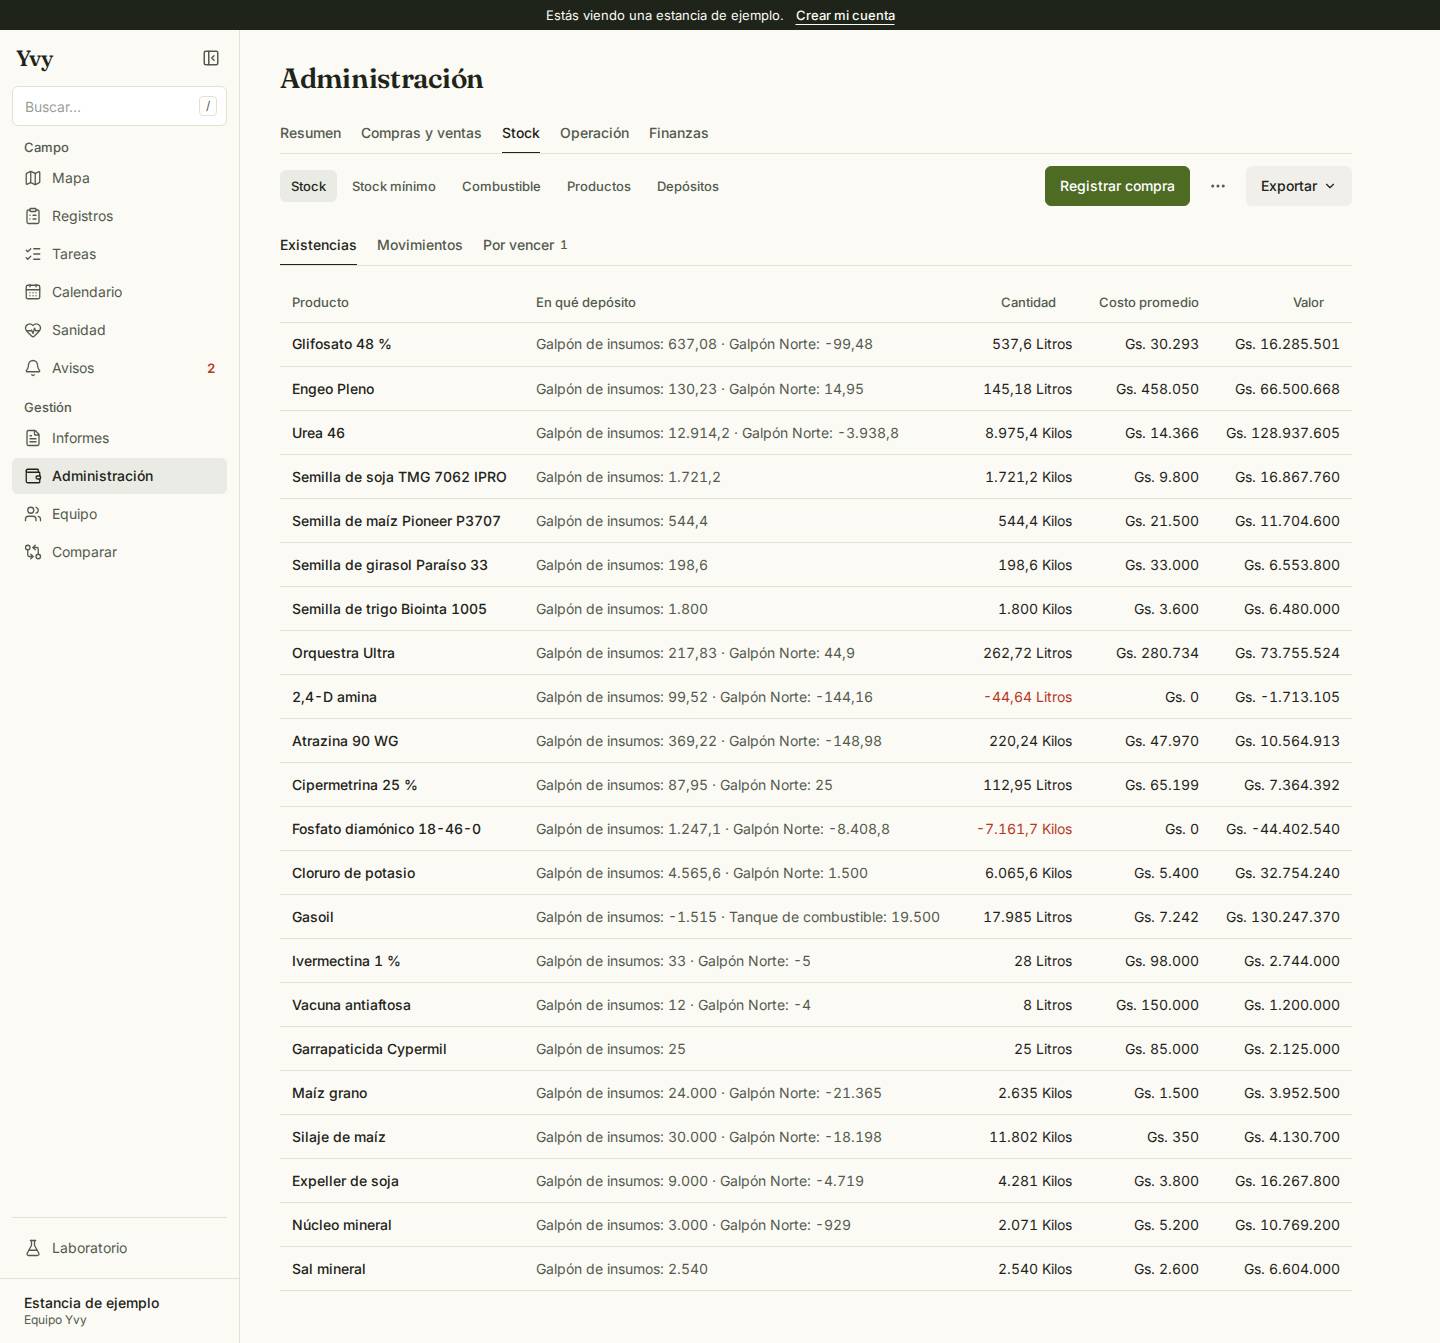 Estás viendo una estancia de ejemplo. Crear mi cuenta
Yvy
Buscar... /
Campo
Mapa
Registros
Tareas
Calendario
Sanidad
Avisos 2
Gestión
Informes
Administración
Equipo
Comparar
Laboratorio
Estancia de ejemplo
Equipo Yvy
Administración
Resumen Compras y ventas Stock Operación Finanzas
Stock Stock mínimo Combustible Productos Depósitos Registrar compra ··· Exportar
Existencias Movimientos Por vencer 1
Producto En qué depósito Cantidad Costo promedio Valor
Glifosato 48 % Galpón de insumos: 637,08 · Galpón Norte: -99,48 537,6 Litros Gs. 30.293 Gs. 16.285.501
Engeo Pleno Galpón de insumos: 130,23 · Galpón Norte: 14,95 145,18 Litros Gs. 458.050 Gs. 66.500.668
Urea 46 Galpón de insumos: 12.914,2 · Galpón Norte: -3.938,8 8.975,4 Kilos Gs. 14.366 Gs. 128.937.605
Semilla de soja TMG 7062 IPRO Galpón de insumos: 1.721,2 1.721,2 Kilos Gs. 9.800 Gs. 16.867.760
Semilla de maíz Pioneer P3707 Galpón de insumos: 544,4 544,4 Kilos Gs. 21.500 Gs. 11.704.600
Semilla de girasol Paraíso 33 Galpón de insumos: 198,6 198,6 Kilos Gs. 33.000 Gs. 6.553.800
Semilla de trigo Biointa 1005 Galpón de insumos: 1.800 1.800 Kilos Gs. 3.600 Gs. 6.480.000
Orquestra Ultra Galpón de insumos: 217,83 · Galpón Norte: 44,9 262,72 Litros Gs. 280.734 Gs. 73.755.524
2,4-D amina Galpón de insumos: 99,52 · Galpón Norte: -144,16 -44,64 Litros Gs. 0 Gs. -1.713.105
Atrazina 90 WG Galpón de insumos: 369,22 · Galpón Norte: -148,98 220,24 Kilos Gs. 47.970 Gs. 10.564.913
Cipermetrina 25 % Galpón de insumos: 87,95 · Galpón Norte: 25 112,95 Litros Gs. 65.199 Gs. 7.364.392
Fosfato diamónico 18-46-0 Galpón de insumos: 1.247,1 · Galpón Norte: -8.408,8 -7.161,7 Kilos Gs. 0 Gs. -44.402.540
Cloruro de potasio Galpón de insumos: 4.565,6 · Galpón Norte: 1.500 6.065,6 Kilos Gs. 5.400 Gs. 32.754.240
Gasoil Galpón de insumos: -1.515 · Tanque de combustible: 19.500 17.985 Litros Gs. 7.242 Gs. 130.247.370
Ivermectina 1 % Galpón de insumos: 33 · Galpón Norte: -5 28 Litros Gs. 98.000 Gs. 2.744.000
Vacuna antiaftosa Galpón de insumos: 12 · Galpón Norte: -4 8 Litros Gs. 150.000 Gs. 1.200.000
Garrapaticida Cypermil Galpón de insumos: 25 25 Litros Gs. 85.000 Gs. 2.125.000
Maíz grano Galpón de insumos: 24.000 · Galpón Norte: -21.365 2.635 Kilos Gs. 1.500 Gs. 3.952.500
Silaje de maíz Galpón de insumos: 30.000 · Galpón Norte: -18.198 11.802 Kilos Gs. 350 Gs. 4.130.700
Expeller de soja Galpón de insumos: 9.000 · Galpón Norte: -4.719 4.281 Kilos Gs. 3.800 Gs. 16.267.800
Núcleo mineral Galpón de insumos: 3.000 · Galpón Norte: -929 2.071 Kilos Gs. 5.200 Gs. 10.769.200
Sal mineral Galpón de insumos: 2.540 2.540 Kilos Gs. 2.600 Gs. 6.604.000